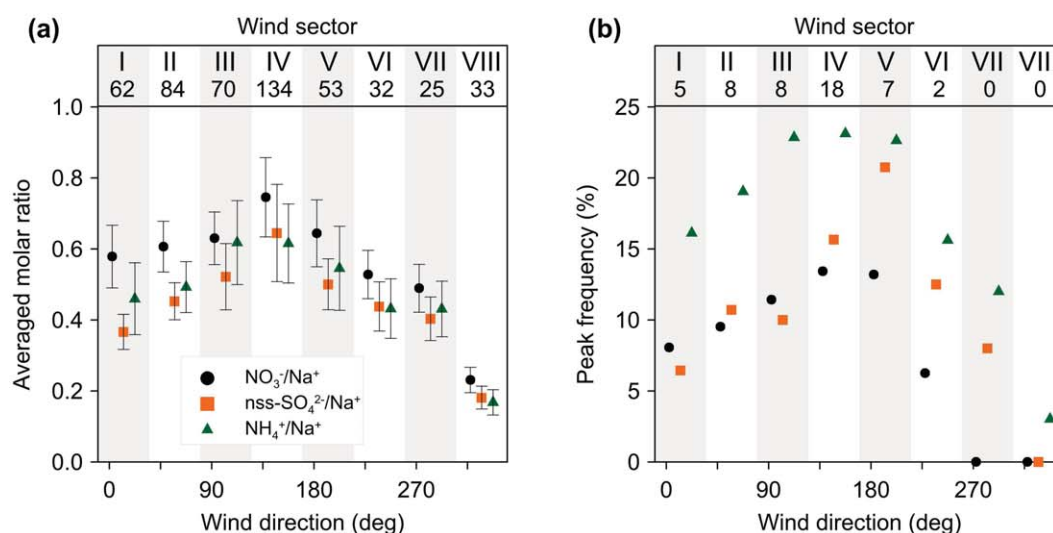 (a) Wind sector
I II III IV V VI VII VIII
62 84 70 134 53 32 25 33
1.0
0.8
0.6
0.4
0.2
0.0
Averaged molar ratio
NO₃⁻/Na⁺
nss-SO₄²⁻/Na⁺
NH₄⁺/Na⁺
0 90 180 270
Wind direction (deg)
(b) Wind sector
I II III IV V VI VII VII
5 8 8 18 7 2 0 0
25
20
15
10
5
0
Peak frequency (%)
0 90 180 270
Wind direction (deg)